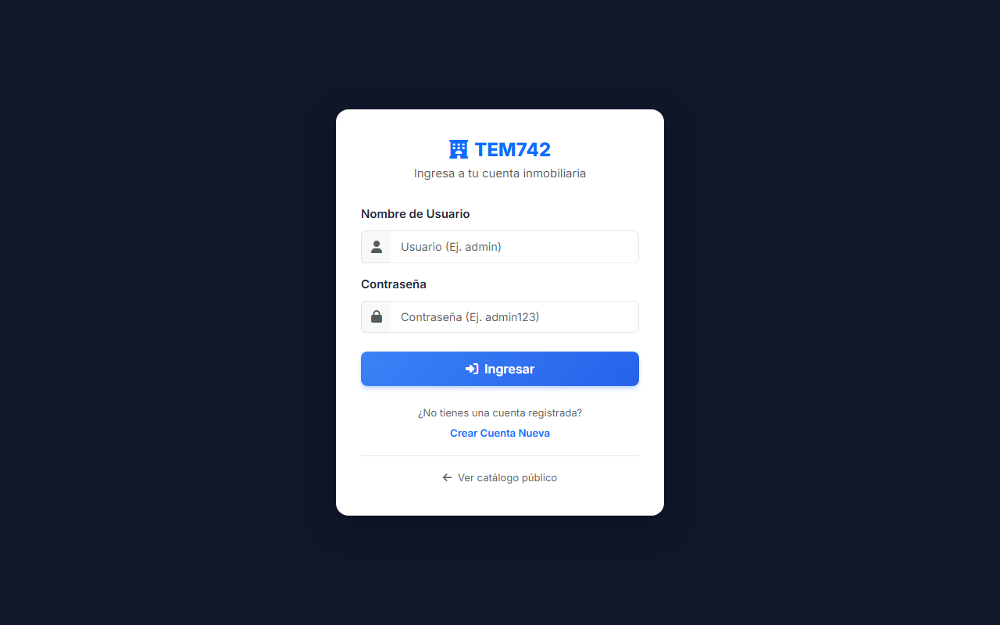 TEM742
Ingresa a tu cuenta inmobiliaria
Nombre de Usuario
Usuario (Ej. admin)
Contraseña
Contraseña (Ej. admin123)
Ingresar
¿No tienes una cuenta registrada?
Crear Cuenta Nueva
Ver catálogo público